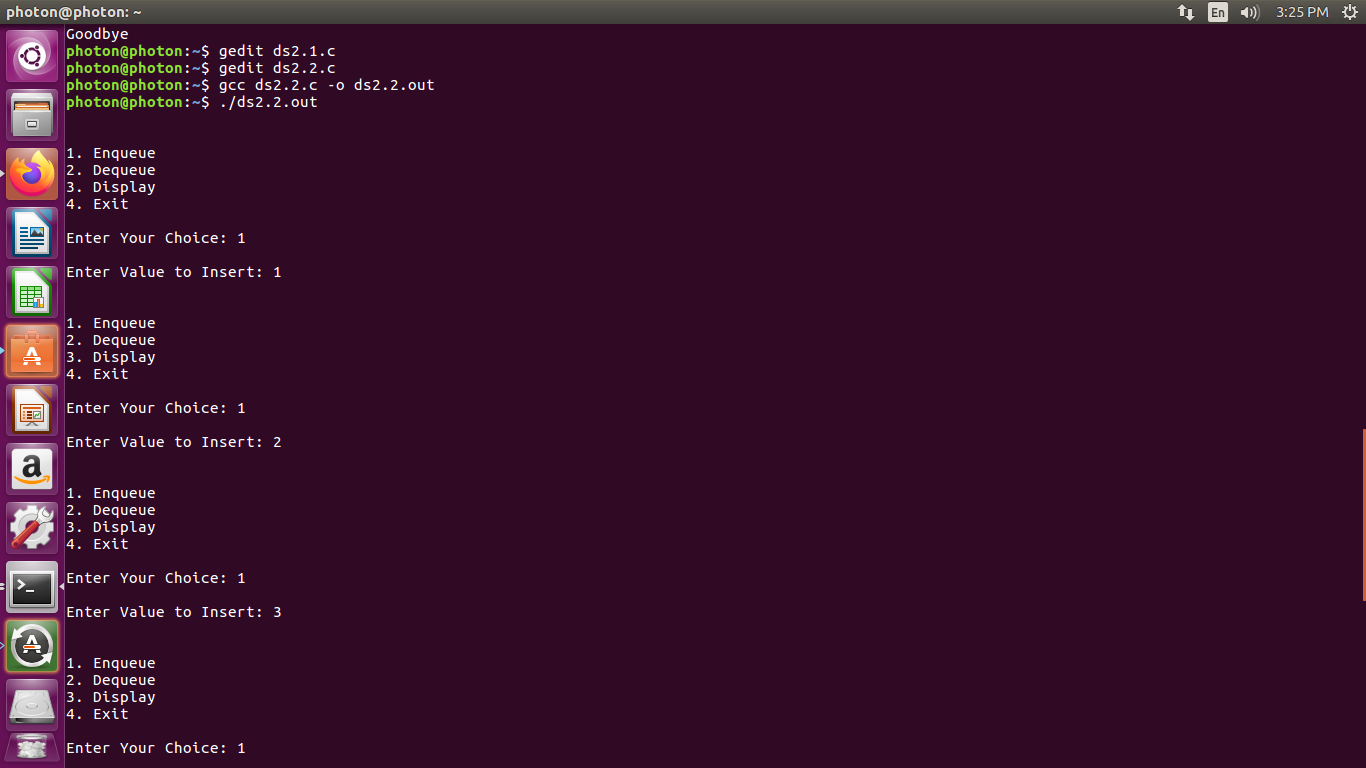 photon@photon: ~
En
3:25 PM
Goodbye
photon@photon:~$ gedit ds2.1.c
photon@photon:~$ gedit ds2.2.c
photon@photon:~$ gcc ds2.2.c -o ds2.2.out
photon@photon:~$ ./ds2.2.out
1. Enqueue
2. Dequeue
3. Display
4. Exit
Enter Your Choice: 1
Enter Value to Insert: 1
1. Enqueue
2. Dequeue
3. Display
4. Exit
Enter Your Choice: 1
Enter Value to Insert: 2
1. Enqueue
2. Dequeue
3. Display
4. Exit
Enter Your Choice: 1
Enter Value to Insert: 3
1. Enqueue
2. Dequeue
3. Display
4. Exit
Enter Your Choice: 1